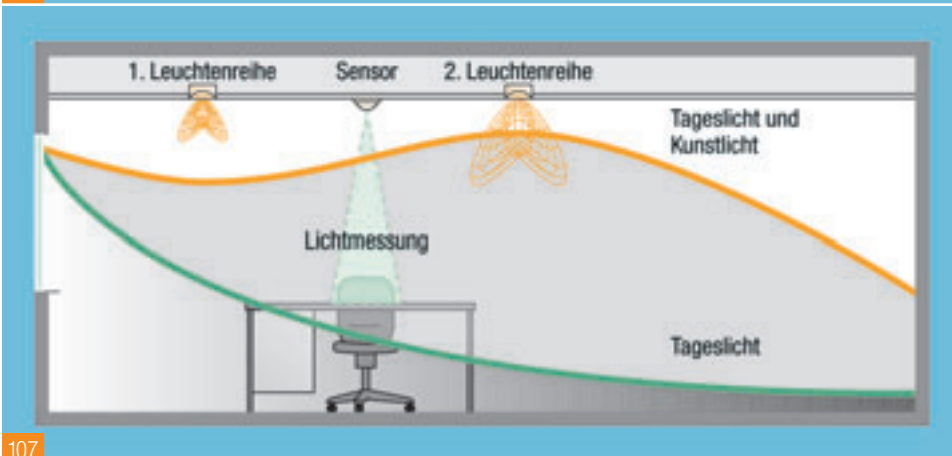 1. Leuchtenreihe
Sensor
2. Leuchtenreihe
Tageslicht und
Kunstlicht
Lichtmessung
Tageslicht
107